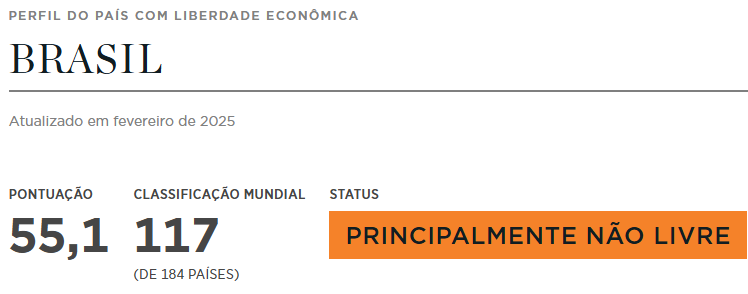 PERFIL DO PAÍS COM LIBERDADE ECONÔMICA
BRASIL
Atualizado em fevereiro de 2025
PONTUAÇÃO CLASSIFICAÇÃO MUNDIAL STATUS
55,1 117 PRINCIPALMENTE NÃO LIVRE
(DE 184 PAÍSES)